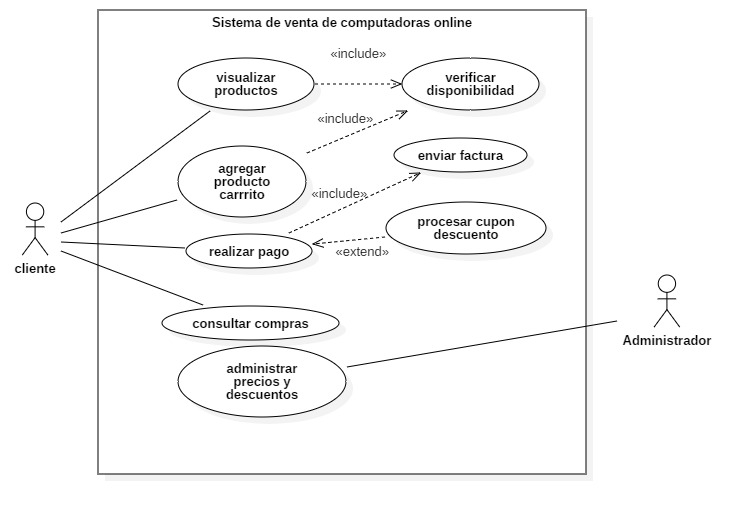 Sistema de venta de computadoras online
«include»
visualizar
productos
verificar
disponibilidad
«include»
agregar
producto
carrrito
enviar factura
«include»
procesar cupon
descuento
realizar pago
«extend»
cliente
consultar compras
Administrador
administrar
precios y
descuentos